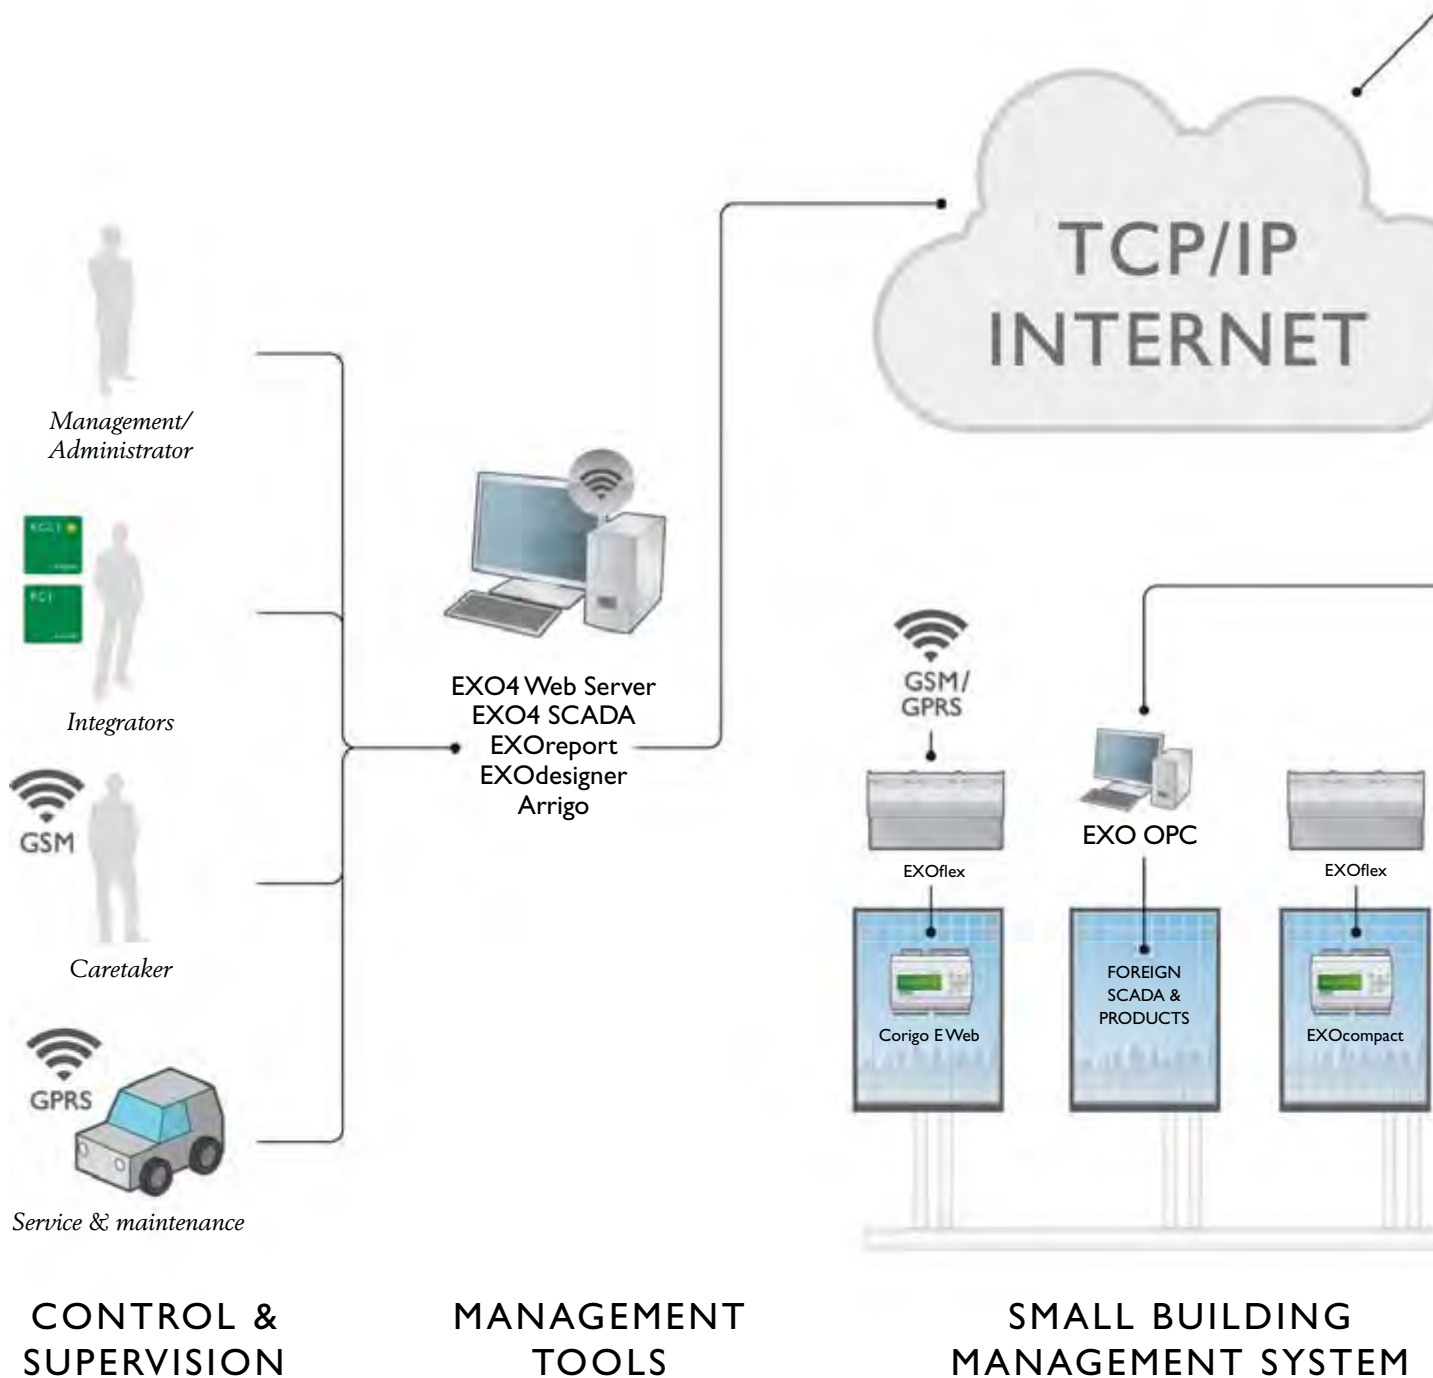 TCP/IP
INTERNET
Management/
Administrator
Integrators
GSM
Caretaker
GPRS
Service & maintenance
EXO4 Web Server
EXO4 SCADA
EXOreport
EXOdesigner
Arrigo
GSM/
GPRS
EXOflex
Corigo E Web
EXO OPC
FOREIGN
SCADA &
PRODUCTS
EXOflex
EXOcompact
CONTROL &
SUPERVISION
MANAGEMENT
TOOLS
SMALL BUILDING
MANAGEMENT SYSTEM